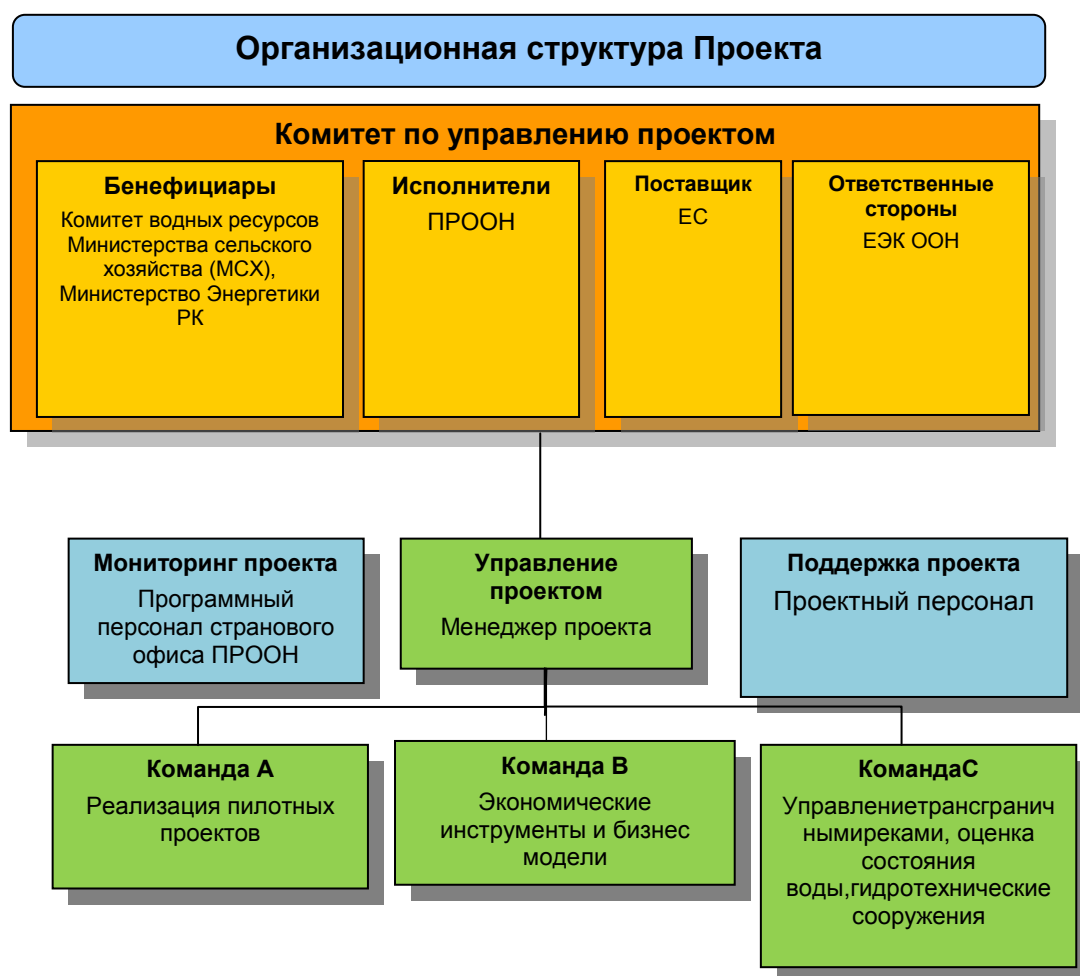 Организационная структура Проекта
Комитет по управлению проектом
Бенефициары
Комитет водных ресурсов
Министерства сельского
хозяйства (МСХ),
Министерство Энергетики
РК
Исполнители
ПРООН
Поставщик
ЕС
Ответственные
стороны
ЕЭК ООН
Мониторинг проекта
Программный
персонал странового
офиса ПРООН
Управление
проектом
Менеджер проекта
Поддержка проекта
Проектный персонал
Команда А
Реализация пилотных
проектов
Команда В
Экономические
инструменты и бизнес
модели
КомандаС
Управлениетрансгранич
нымиреками, оценка
состояния
воды,гидротехнические
сооружения